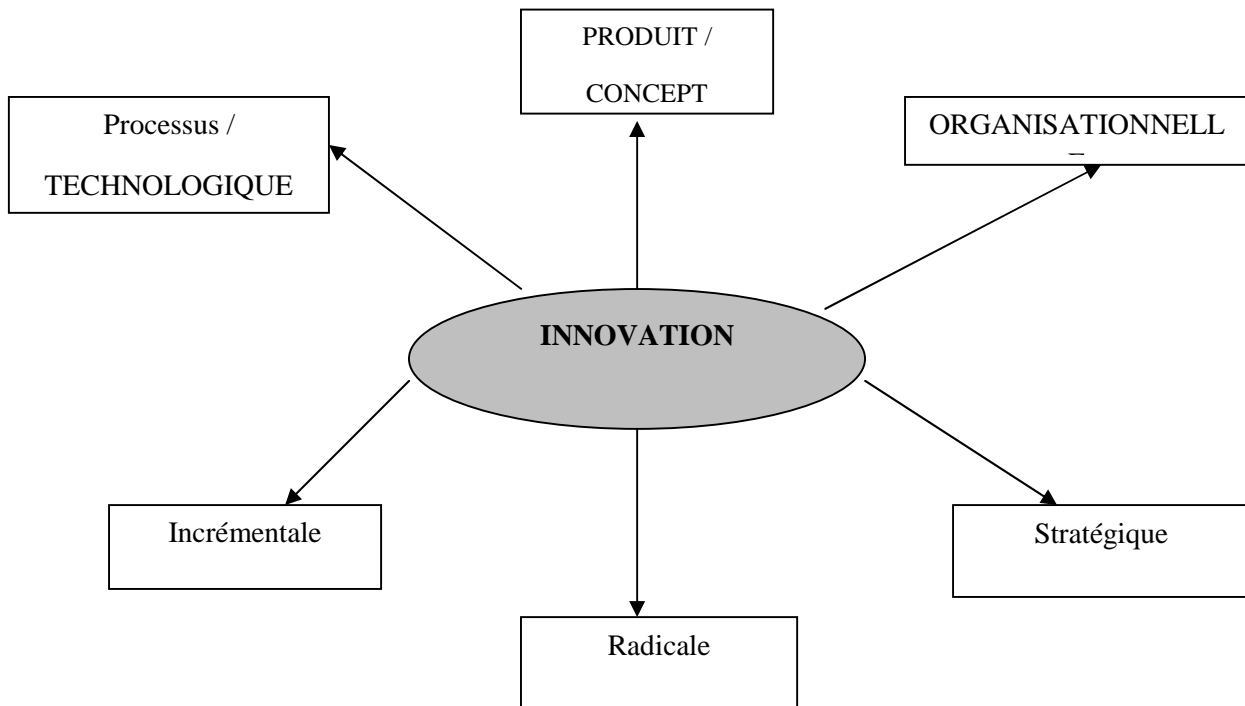 PRODUIT /
CONCEPT
Processus /
TECHNOLOGIQUE
ORGANISATIONNELL
INNOVATION
Incrémentale
Stratégique
Radicale